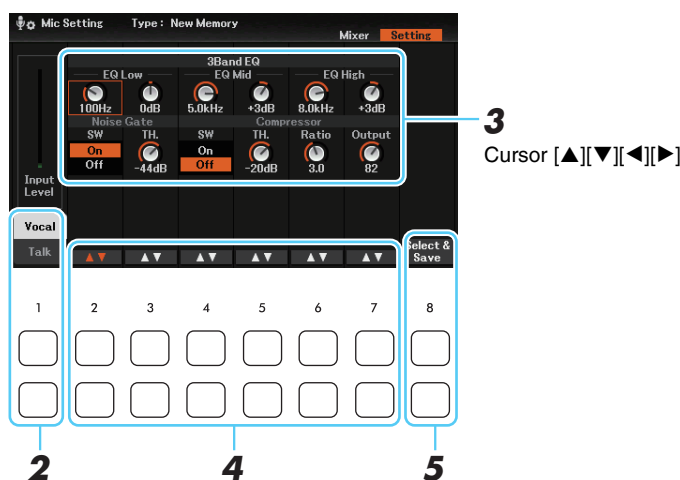 Mic Setting Type : New Memory
Mixer Setting
3Band EQ
EQ Low EQ Mid EQ High
100Hz 0dB 5.0kHz +3dB 8.0kHz +3dB
Noise Gate Compressor
SW TH. SW TH. Ratio Output
On On
Off -44dB Off -20dB 3.0 82
Input
Level
Vocal
Talk
▲▼ ▲▼ ▲▼ ▲▼ ▲▼ ▲▼
Select &
Save
1 2 3 4 5 6 7 8
2 4 5
3
Cursor [▲][▼][◀][▶]